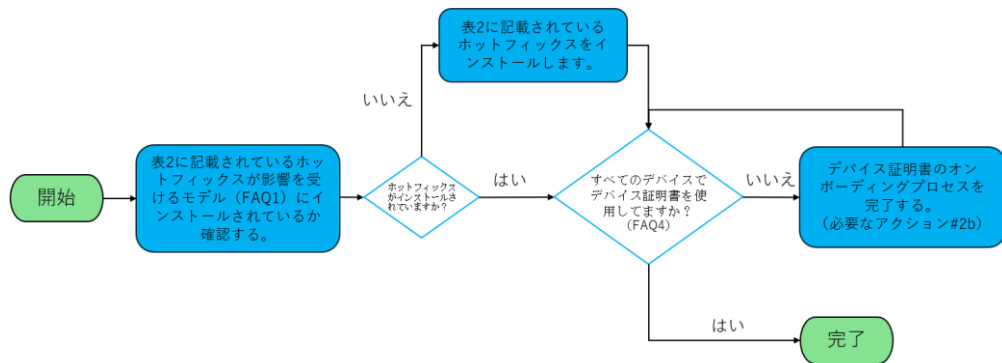 表2に記載されている
ホットフィックスをイ
ンストールします。
いいえ
開始
表2に記載されているホッ
トフィックスが影響を受
けるモデル（FAQ1）にイ
ンストールされているか
確認する。
ホットフィックス
がインストールさ
れていますか？
はい
すべてのデバイスで
デバイス証明書を使
用してますか？
（FAQ4）
いいえ
デバイス証明書のオン
ボーディングプロセスを
完了する。
（必要なアクション#2b）
はい
完了